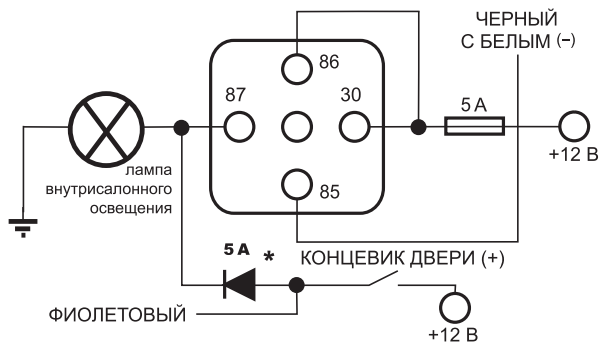 ЧЕРНЫЙ
С БЕЛЫМ (–)
86
87
30
5 А
+12 В
лампа
внутрисалонного
освещения
85
5 А *
КОНЦЕВИК ДВЕРИ (+)
ФИОЛЕТОВЫЙ
+12 В